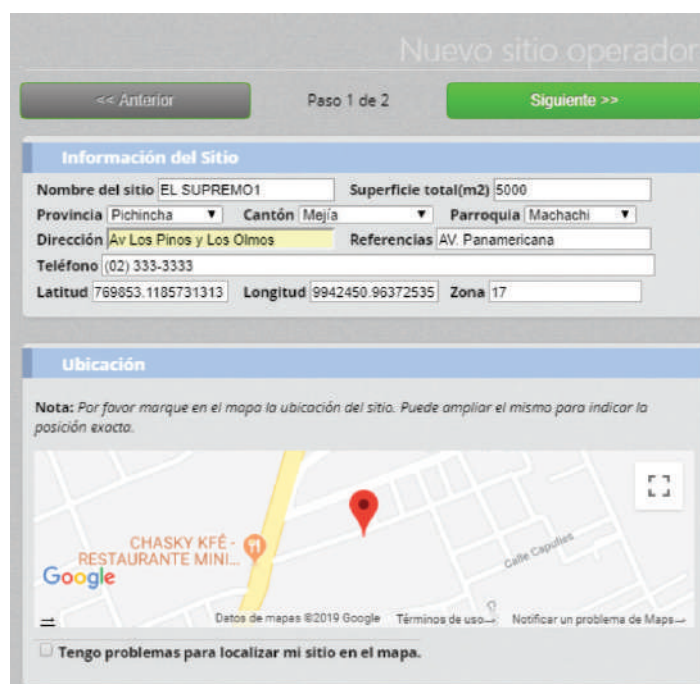 Nuevo sitio operador
<< Anterior Paso 1 de 2 Siguiente >>
Información del Sitio
Nombre del sitio EL SUPREMO1 Superficie total(m2) 5000
Provincia Pichincha Cantón Mejía Parroquia Machachi
Dirección Av Los Pinos y Los Olmos Referencias AV. Panamericana
Teléfono (02) 333-3333
Latitud 769853.1185731313 Longitud 9942450.96372535 Zona 17
Ubicación
Nota: Por favor marque en el mapa la ubicación del sitio. Puede ampliar el mismo para indicar la
posición exacta.
CHASKY KFÉ -
RESTAURANTE MINI...
Calle Capulíes
Google
Datos de mapas ©2019 Google Términos de uso Notificar un problema de Maps
Tengo problemas para localizar mi sitio en el mapa.